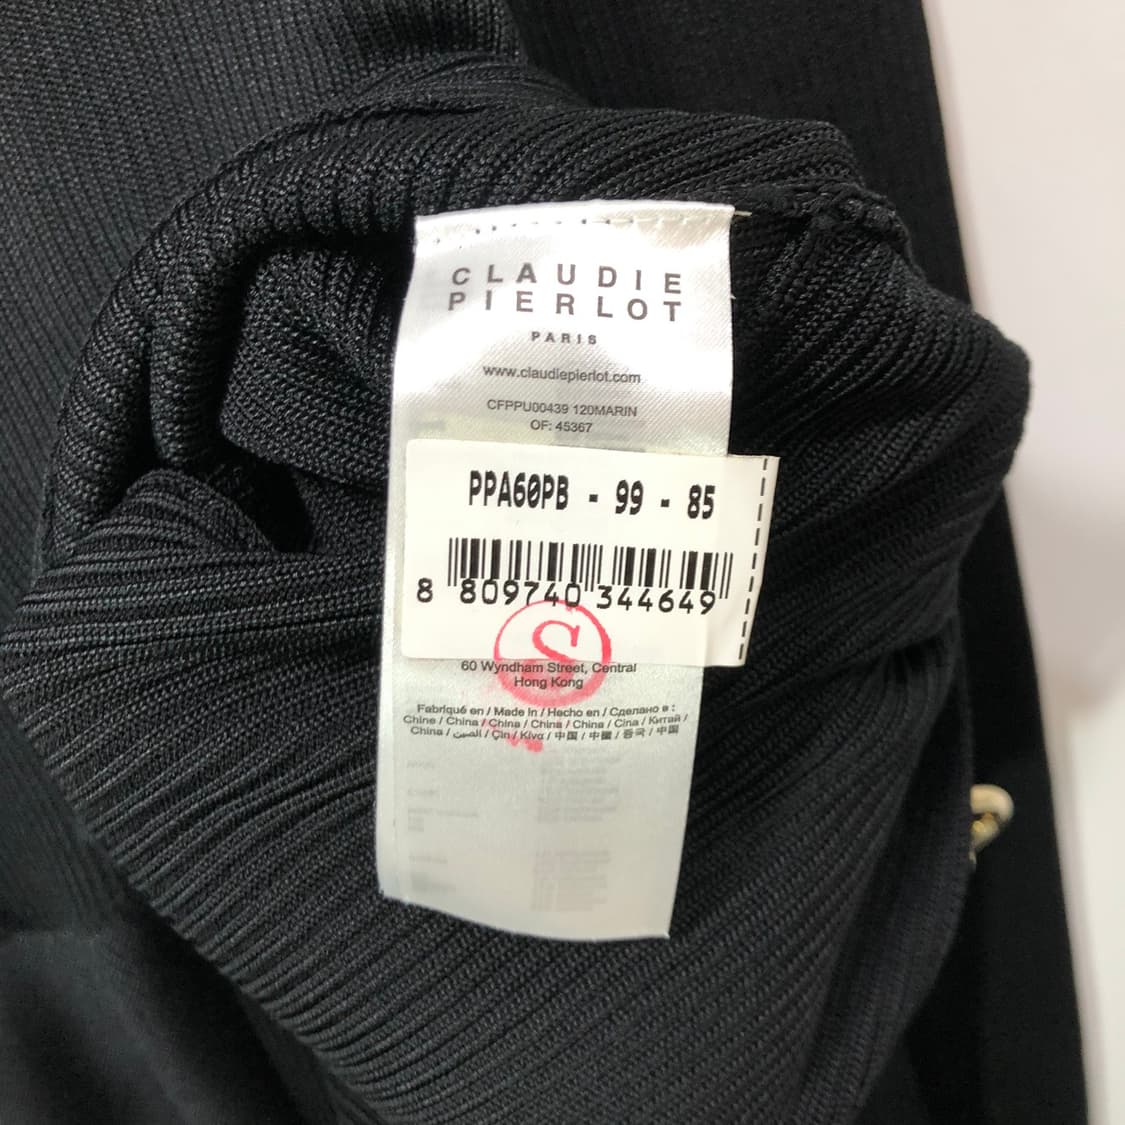 CLAUDIE
PIERLOT
PARIS
www.claudiepierlot.com
CFPPU00439 120MARIN
OF: 45367
PPA60PB - 99 - 85
8 809740 344649
S
60 Wyndham Street, Central
Hong Kong
Fabriqué en / Made in / Hecho en / Сделано в :
Chine / China / China / China / China / Cina / Китай /
China / الصين / Çin / Κίνα / 中国 / 中國 / 중국 / 中国